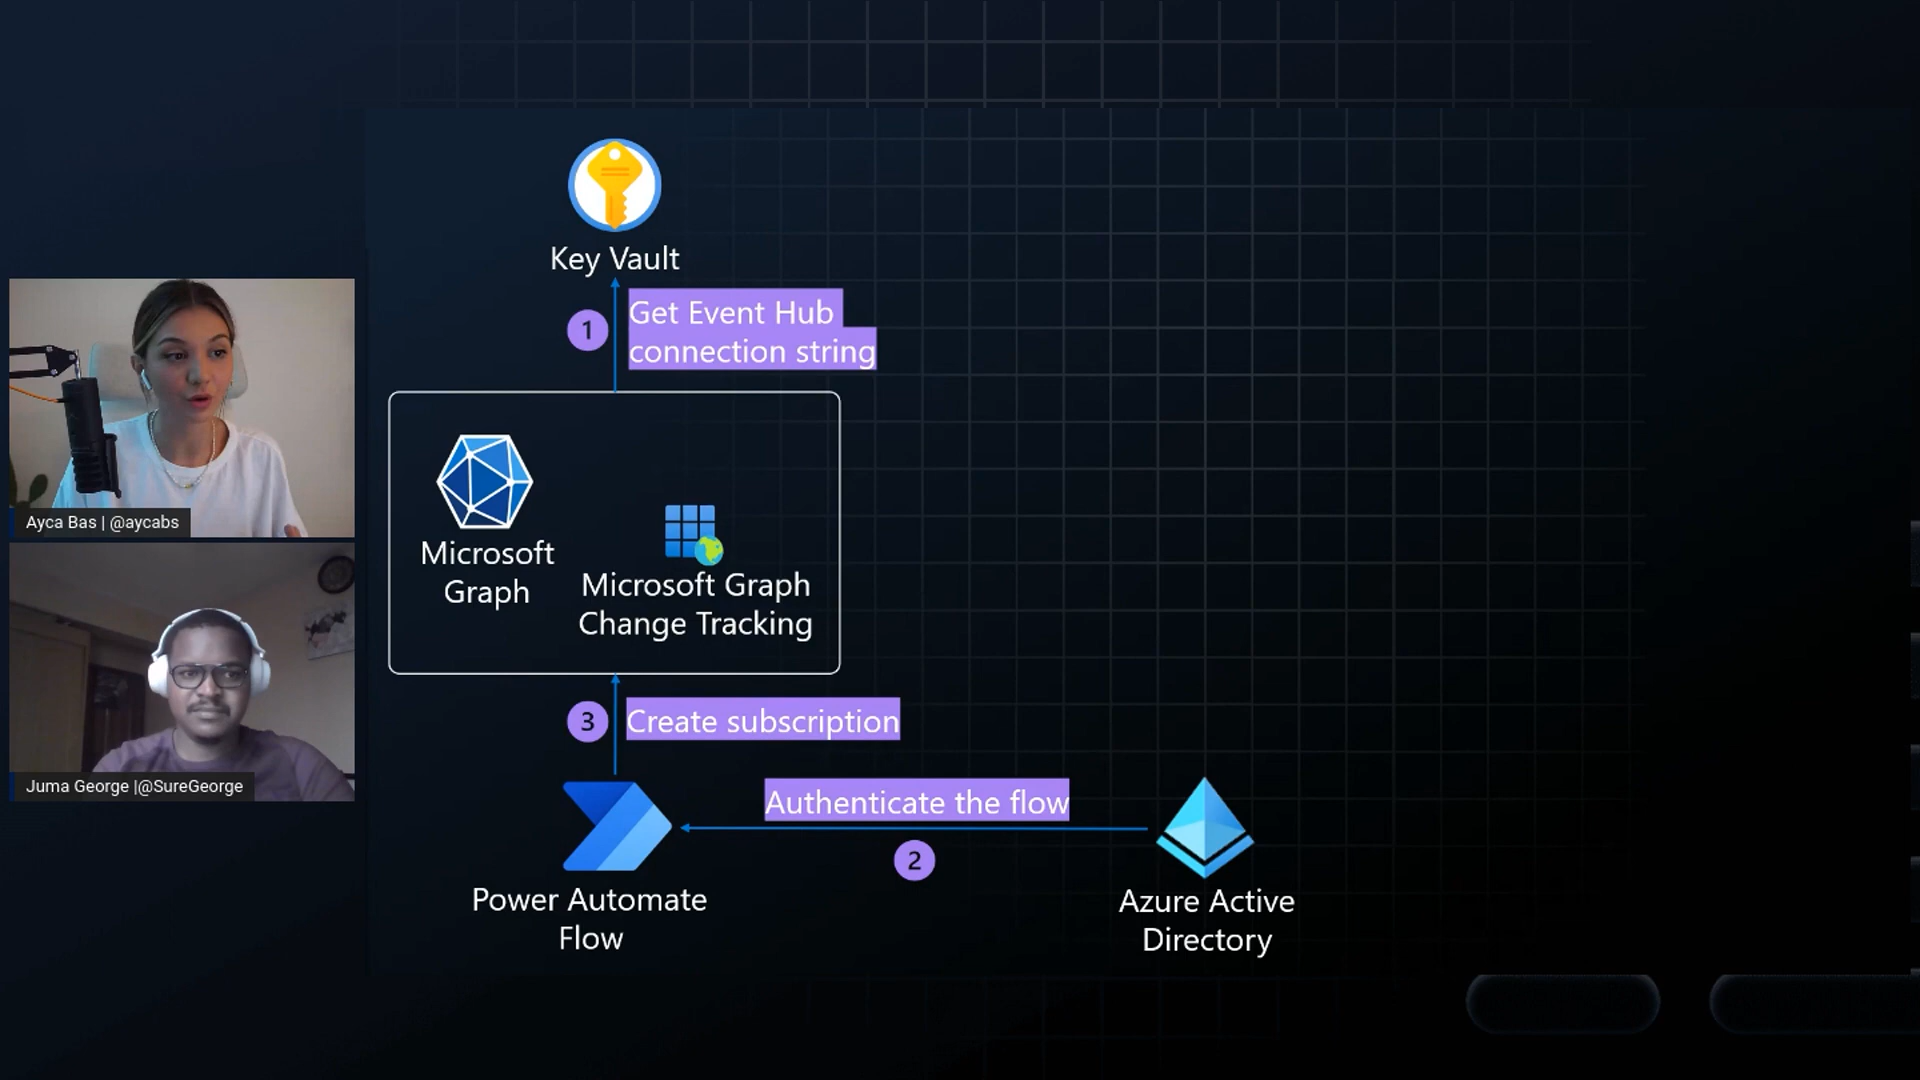 Key Vault
1
Get Event Hub
connection string
Microsoft
Graph
Microsoft Graph
Change Tracking
3
Create subscription
Authenticate the flow
2
Power Automate
Flow
Azure Active
Directory
Ayca Bas | @aycabs
Juma George |@SureGeorge